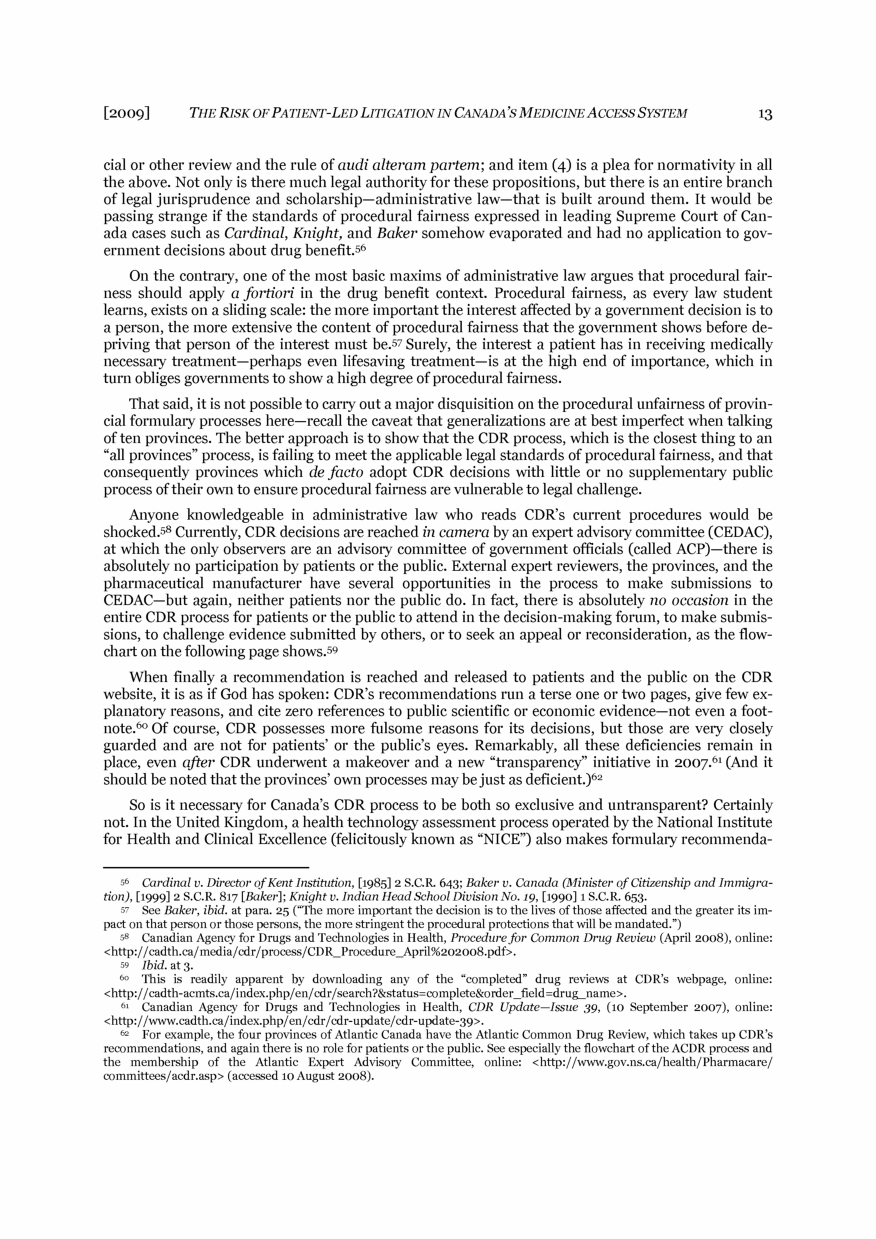 [2009] THE RISK OF PATIENT-LED LITIGATION IN CANADA'S MEDICINE ACCESS SYSTEM 13
cial or other review and the rule of audi alteram partem; and item (4) is a plea for normativity in all
the above. Not only is there much legal authority for these propositions, but there is an entire branch
of legal jurisprudence and scholarship—administrative law—that is built around them. It would be
passing strange if the standards of procedural fairness expressed in leading Supreme Court of Can-
ada cases such as Cardinal, Knight, and Baker somehow evaporated and had no application to gov-
ernment decisions about drug benefit.56
On the contrary, one of the most basic maxims of administrative law argues that procedural fair-
ness should apply a fortiori in the drug benefit context. Procedural fairness, as every law student
learns, exists on a sliding scale: the more important the interest affected by a government decision is to
a person, the more extensive the content of procedural fairness that the government shows before de-
priving that person of the interest must be.57 Surely, the interest a patient has in receiving medically
necessary treatment—perhaps even lifesaving treatment—is at the high end of importance, which in
turn obliges governments to show a high degree of procedural fairness.
That said, it is not possible to carry out a major disquisition on the procedural unfairness of provin-
cial formulary processes here—recall the caveat that generalizations are at best imperfect when talking
of ten provinces. The better approach is to show that the CDR process, which is the closest thing to an
“all provinces” process, is failing to meet the applicable legal standards of procedural fairness, and that
consequently provinces which de facto adopt CDR decisions with little or no supplementary public
process of their own to ensure procedural fairness are vulnerable to legal challenge.
Anyone knowledgeable in administrative law who reads CDR's current procedures would be
shocked.58 Currently, CDR decisions are reached in camera by an expert advisory committee (CEDAC),
at which the only observers are an advisory committee of government officials (called ACP)—there is
absolutely no participation by patients or the public. External expert reviewers, the provinces, and the
pharmaceutical manufacturer have several opportunities in the process to make submissions to
CEDAC—but again, neither patients nor the public do. In fact, there is absolutely no occasion in the
entire CDR process for patients or the public to attend in the decision-making forum, to make submis-
sions, to challenge evidence submitted by others, or to seek an appeal or reconsideration, as the flow-
chart on the following page shows.59
When finally a recommendation is reached and released to patients and the public on the CDR
website, it is as if God has spoken: CDR's recommendations run a terse one or two pages, give few ex-
planatory reasons, and cite zero references to public scientific or economic evidence—not even a foot-
note.60 Of course, CDR possesses more fulsome reasons for its decisions, but those are very closely
guarded and are not for patients' or the public's eyes. Remarkably, all these deficiencies remain in
place, even after CDR underwent a makeover and a new “transparency” initiative in 2007.61 (And it
should be noted that the provinces' own processes may be just as deficient.)62
So is it necessary for Canada's CDR process to be both so exclusive and untransparent? Certainly
not. In the United Kingdom, a health technology assessment process operated by the National Institute
for Health and Clinical Excellence (felicitously known as “NICE”) also makes formulary recommenda-
56 Cardinal v. Director of Kent Institution, [1985] 2 S.C.R. 643; Baker v. Canada (Minister of Citizenship and Immigra-
tion), [1999] 2 S.C.R. 817 [Baker]; Knight v. Indian Head School Division No. 19, [1990] 1 S.C.R. 653.
57 See Baker, ibid. at para. 25 (“The more important the decision is to the lives of those affected and the greater its im-
pact on that person or those persons, the more stringent the procedural protections that will be mandated.”)
58 Canadian Agency for Drugs and Technologies in Health, Procedure for Common Drug Review (April 2008), online:
<http://cadth.ca/media/cdr/process/CDR_Procedure_April%202008.pdf>.
59 Ibid. at 3.
60 This is readily apparent by downloading any of the “completed” drug reviews at CDR's webpage, online:
<http://cadth-acmts.ca/index.php/en/cdr/search?&status=complete&order_field=drug_name>.
61 Canadian Agency for Drugs and Technologies in Health, CDR Update—Issue 39, (10 September 2007), online:
<http://www.cadth.ca/index.php/en/cdr/cdr-update/cdr-update-39>.
62 For example, the four provinces of Atlantic Canada have the Atlantic Common Drug Review, which takes up CDR's
recommendations, and again there is no role for patients or the public. See especially the flowchart of the ACDR process and
the membership of the Atlantic Expert Advisory Committee, online: <http://www.gov.ns.ca/health/Pharmacare/
committees/acdr.asp> (accessed 10 August 2008).